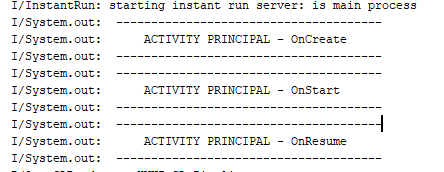 I/InstantRun: starting instant run server: is main process
I/System.out: --------------------------------------
I/System.out:     ACTIVITY PRINCIPAL - OnCreate
I/System.out: --------------------------------------
I/System.out: --------------------------------------
I/System.out:     ACTIVITY PRINCIPAL - OnStart
I/System.out: --------------------------------------
I/System.out: --------------------------------------
I/System.out:     ACTIVITY PRINCIPAL - OnResume
I/System.out: --------------------------------------